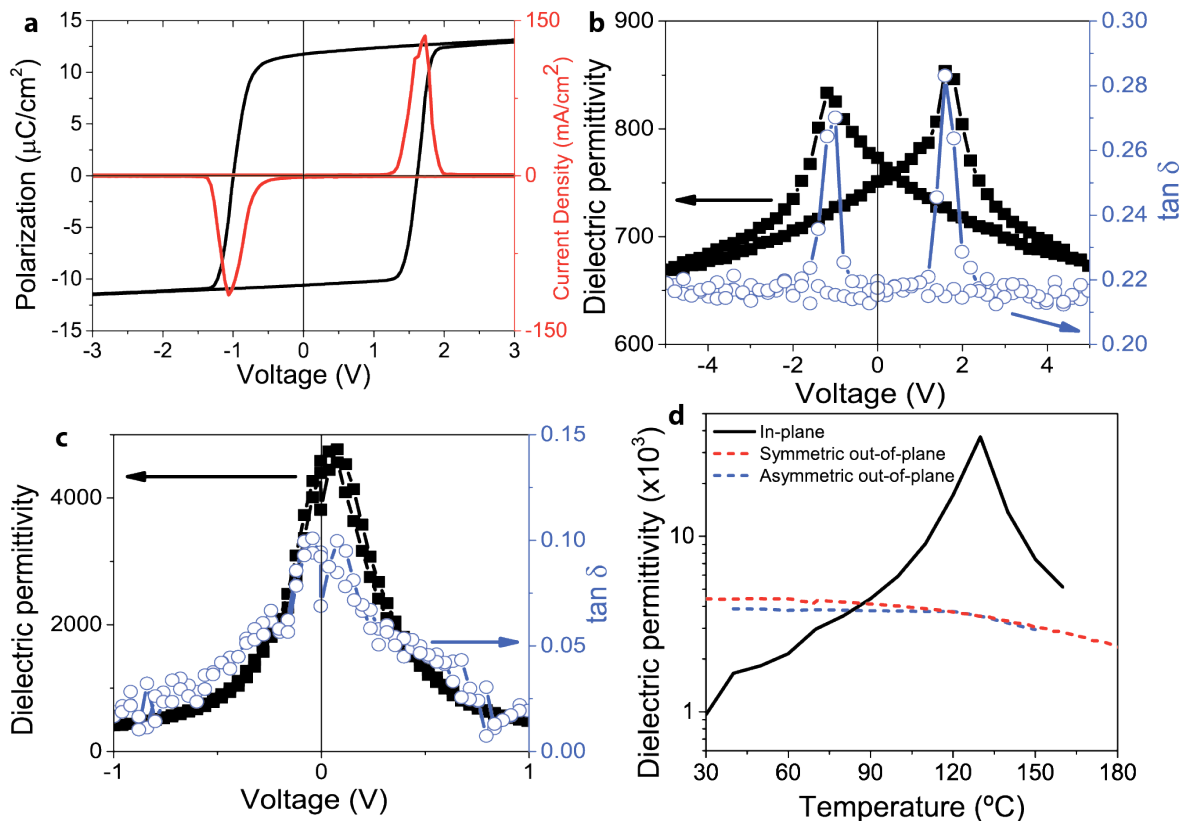 a
Polarization (µC/cm²)
15
10
5
0
-5
-10
-15
-3 -2 -1 0 1 2 3
Voltage (V)
150
0
-150
Current Density (mA/cm²)
b
Dielectric permittivity
900
800
700
600
-4 -2 0 2 4
Voltage (V)
0.30
0.28
0.26
0.24
0.22
0.20
tan δ
c
Dielectric permittivity
4000
2000
0
-1 0 1
Voltage (V)
0.15
0.10
0.05
0.00
tan δ
d
Dielectric permittivity (x10³)
10
1
In-plane
Symmetric out-of-plane
Asymmetric out-of-plane
30 60 90 120 150 180
Temperature (ºC)